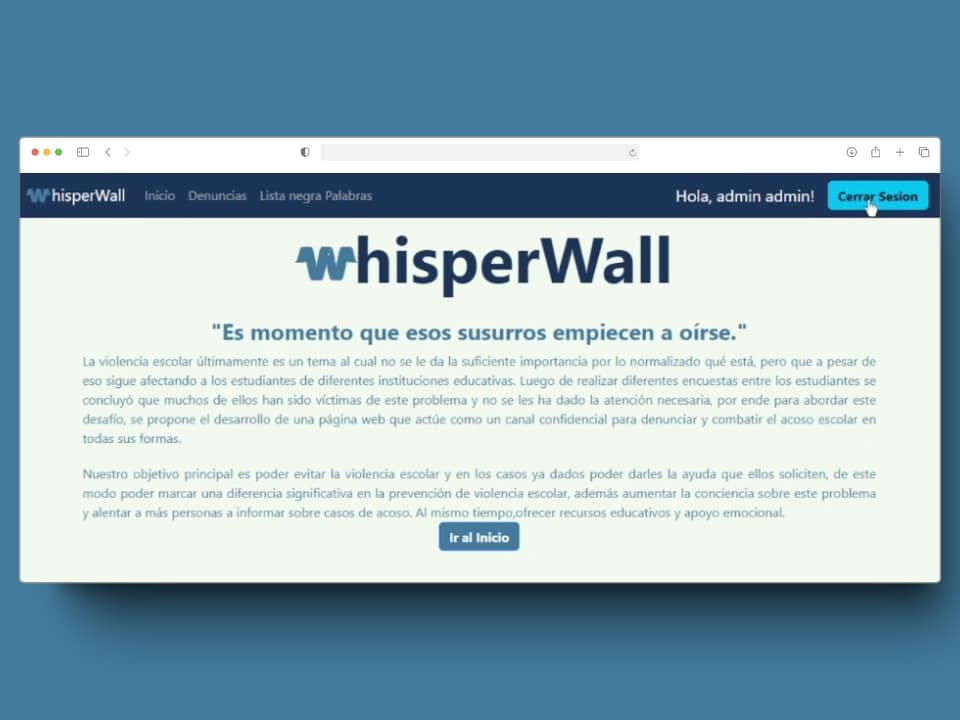 WhisperWall Inicio Denuncias Lista negra Palabras Hola, admin admin! Cerrar Sesion
WhisperWall
"Es momento que esos susurros empiecen a oírse."
La violencia escolar últimamente es un tema al cual no se le da la suficiente importancia por lo normalizado qué está, pero que a pesar de
eso sigue afectando a los estudiantes de diferentes instituciones educativas. Luego de realizar diferentes encuestas entre los estudiantes se
concluyó que muchos de ellos han sido víctimas de este problema y no se les ha dado la atención necesaria, por ende para abordar este
desafío, se propone el desarrollo de una página web que actúe como un canal confidencial para denunciar y combatir el acoso escolar en
todas sus formas.
Nuestro objetivo principal es poder evitar la violencia escolar y en los casos ya dados poder darles la ayuda que ellos soliciten, de este
modo poder marcar una diferencia significativa en la prevención de violencia escolar, además aumentar la conciencia sobre este problema
y alentar a más personas a informar sobre casos de acoso. Al mismo tiempo,ofrecer recursos educativos y apoyo emocional.
Ir al Inicio